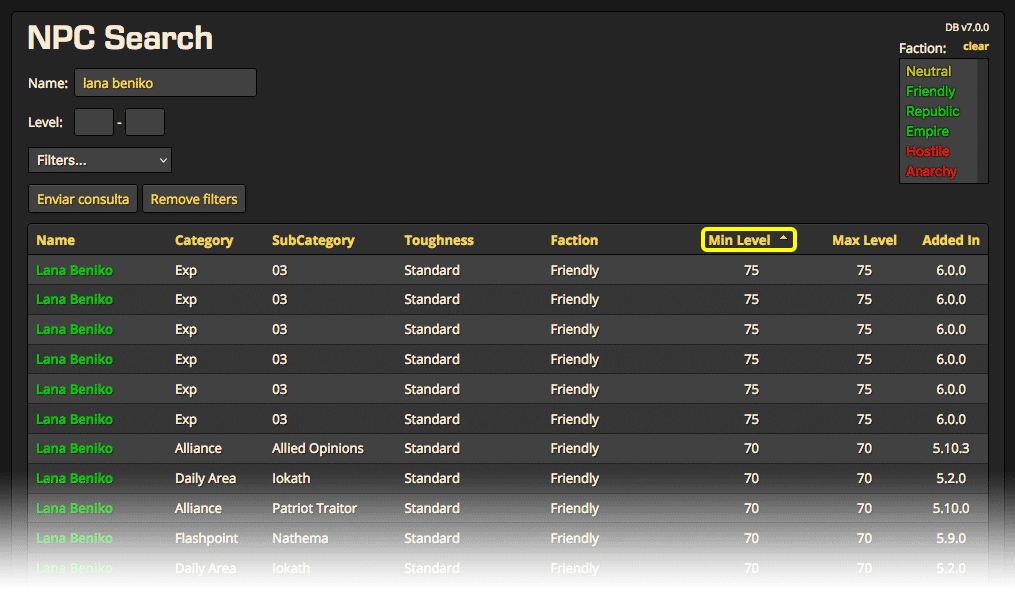 NPC Search
DB v7.0.0
Faction: clear
Name: lana beniko
Neutral
Friendly
Republic
Empire
Hostile
Anarchy
Level: -
Filters...
Enviar consulta Remove filters
Name Category SubCategory Toughness Faction Min Level Max Level Added In
Lana Beniko Exp 03 Standard Friendly 75 75 6.0.0
Lana Beniko Exp 03 Standard Friendly 75 75 6.0.0
Lana Beniko Exp 03 Standard Friendly 75 75 6.0.0
Lana Beniko Exp 03 Standard Friendly 75 75 6.0.0
Lana Beniko Exp 03 Standard Friendly 75 75 6.0.0
Lana Beniko Exp 03 Standard Friendly 75 75 6.0.0
Lana Beniko Alliance Allied Opinions Standard Friendly 70 70 5.10.3
Lana Beniko Daily Area Iokath Standard Friendly 70 70 5.2.0
Lana Beniko Alliance Patriot Traitor Standard Friendly 70 70 5.10.0
Lana Beniko Flashpoint Nathema Standard Friendly 70 70 5.9.0
Lana Beniko Daily Area Iokath Standard Friendly 70 70 5.2.0